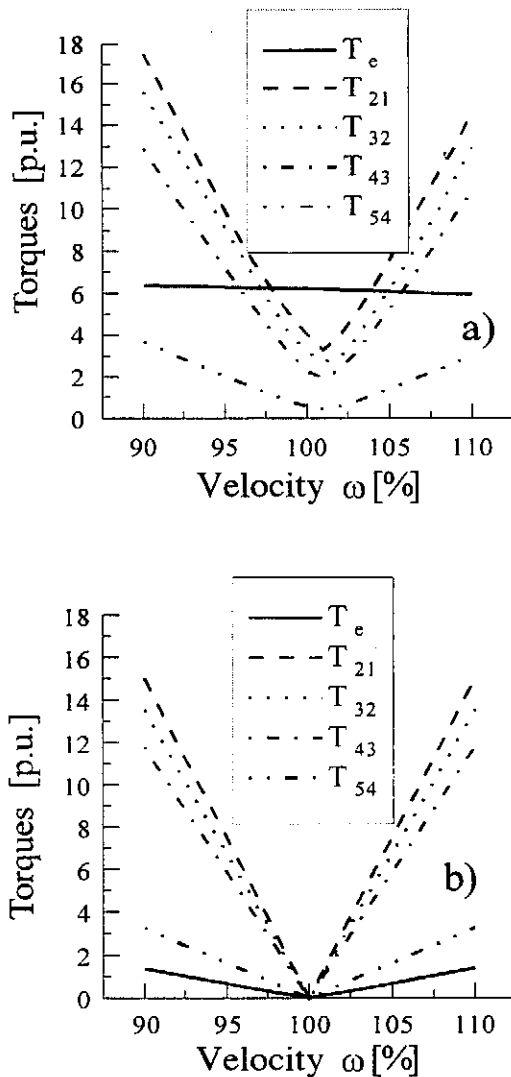 T e
T 21
T 32
T 43
T 54
Torques [p.u.]
18
16
14
12
10
8
6
4
2
0
a)
90 95 100 105 110
Velocity ω [%]
T e
T 21
T 32
T 43
T 54
Torques [p.u.]
18
16
14
12
10
8
6
4
2
0
b)
90 95 100 105 110
Velocity ω [%]